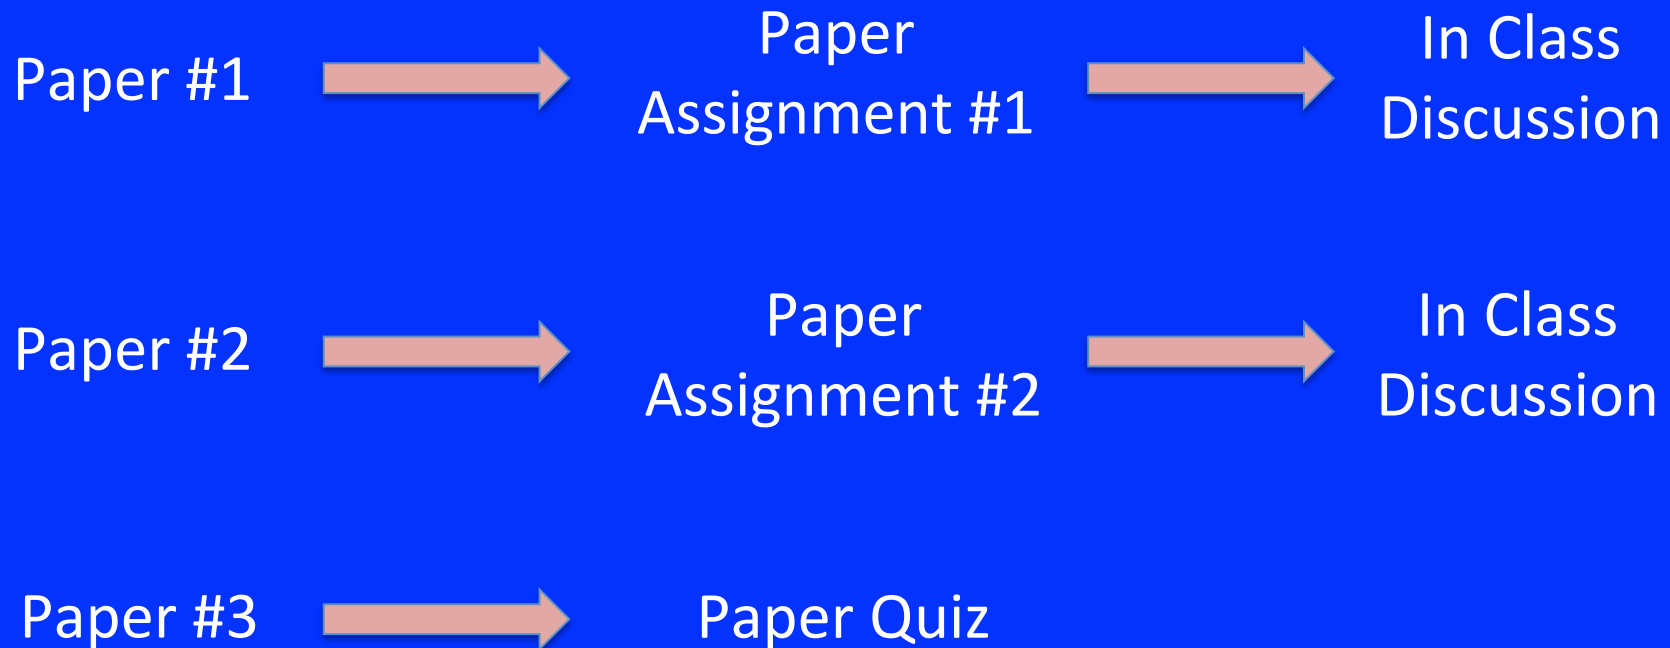 Paper #1
Paper
Assignment #1
In Class
Discussion
Paper #2
Paper
Assignment #2
In Class
Discussion
Paper #3
Paper Quiz